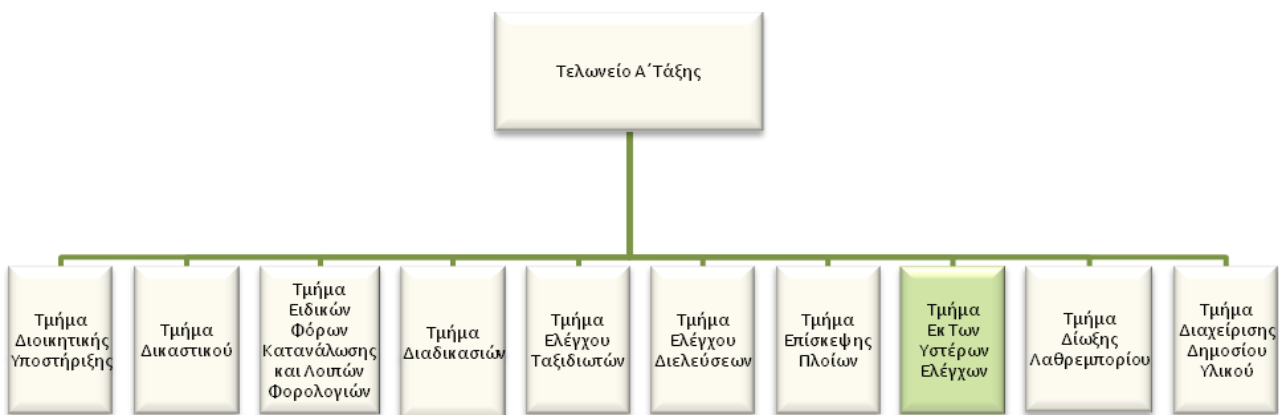 Τελωνείο Α΄Τάξης
Τμήμα
Διοικητικής
Υποστήριξης
Τμήμα
Δικαστικού
Τμήμα
Ειδικών
Φόρων
Κατανάλωσης
και Λοιπών
Φορολογιών
Τμήμα
Διαδικασιών
Τμήμα
Ελέγχου
Ταξιδιωτών
Τμήμα
Ελέγχου
Διελεύσεων
Τμήμα
Επίσκεψης
Πλοίων
Τμήμα
Εκ Των
Υστέρων
Ελέγχων
Τμήμα
Δίωξης
Λαθρεμπορίου
Τμήμα
Διαχείρισης
Δημοσίου
Υλικού